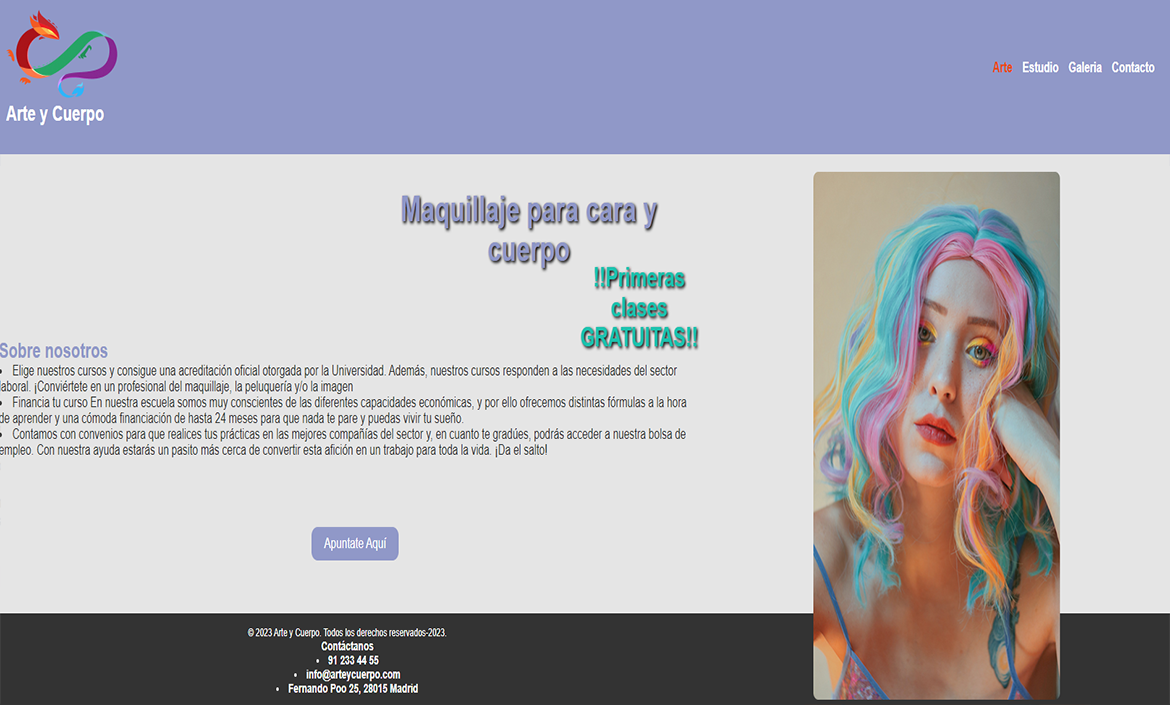 Arte y Cuerpo
Arte Estudio Galeria Contacto
Maquillaje para cara y
cuerpo
!!Primeras
clases
GRATUITAS!!
Sobre nosotros
• Elige nuestros cursos y consigue una acreditación oficial otorgada por la Universidad. Además, nuestros cursos responden a las necesidades del sector
laboral. ¡Conviértete en un profesional del maquillaje, la peluquería y/o la imagen
• Financia tu curso En nuestra escuela somos muy conscientes de las diferentes capacidades económicas, y por ello ofrecemos distintas fórmulas a la hora
de aprender y una cómoda financiación de hasta 24 meses para que nada te pare y puedas vivir tu sueño.
• Contamos con convenios para que realices tus prácticas en las mejores compañías del sector y, en cuanto te gradúes, podrás acceder a nuestra bolsa de
empleo. Con nuestra ayuda estarás un pasito más cerca de convertir esta afición en un trabajo para toda la vida. ¡Da el salto!
Apuntate Aquí
© 2023 Arte y Cuerpo. Todos los derechos reservados-2023.
Contáctanos
• 91 233 44 55
• info@arteycuerpo.com
• Fernando Poo 25, 28015 Madrid